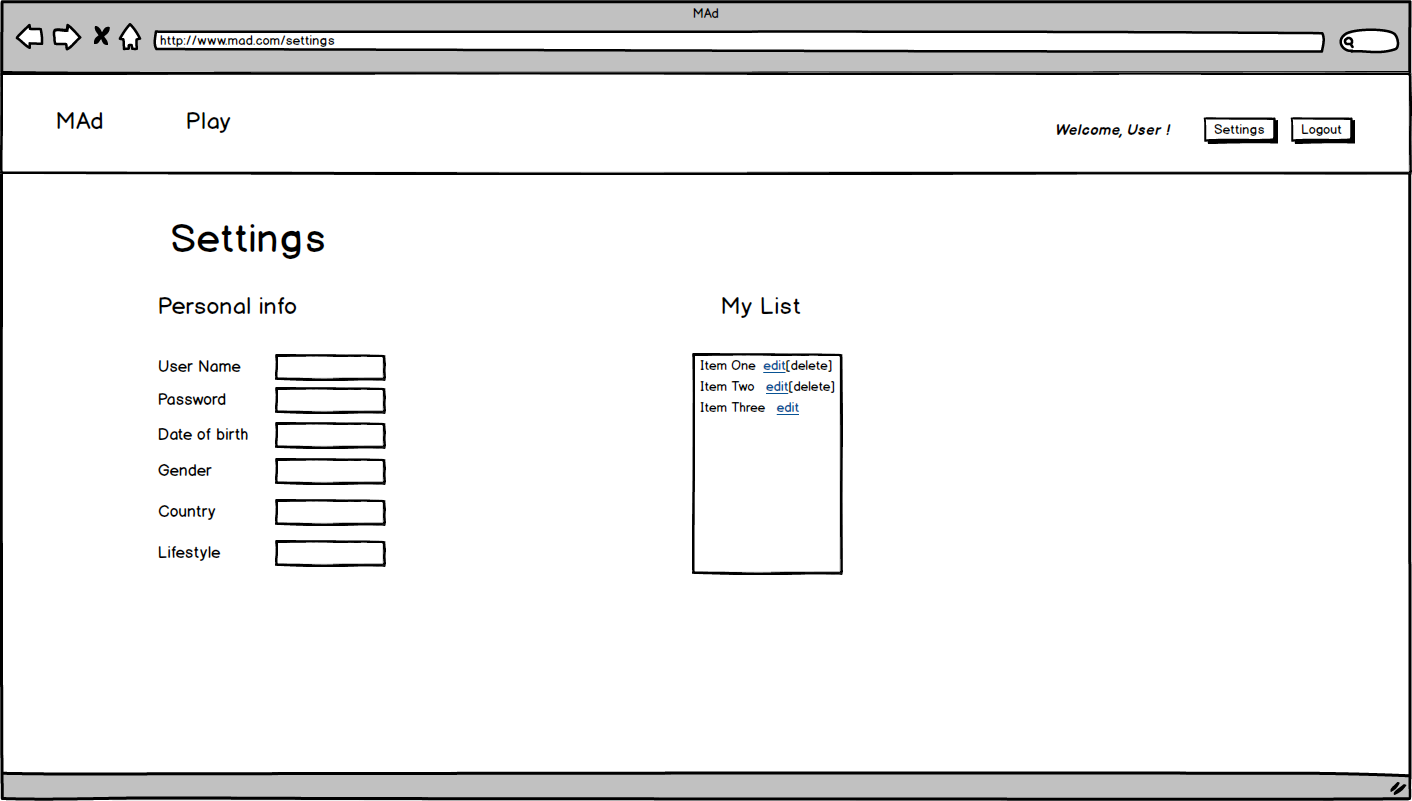 MAd
http://www.mad.com/settings
MAd Play Welcome, User ! Settings Logout
Settings
Personal info My List
User Name Item One edit[delete]
Item Two edit[delete]
Password Item Three edit
Date of birth
Gender
Country
Lifestyle